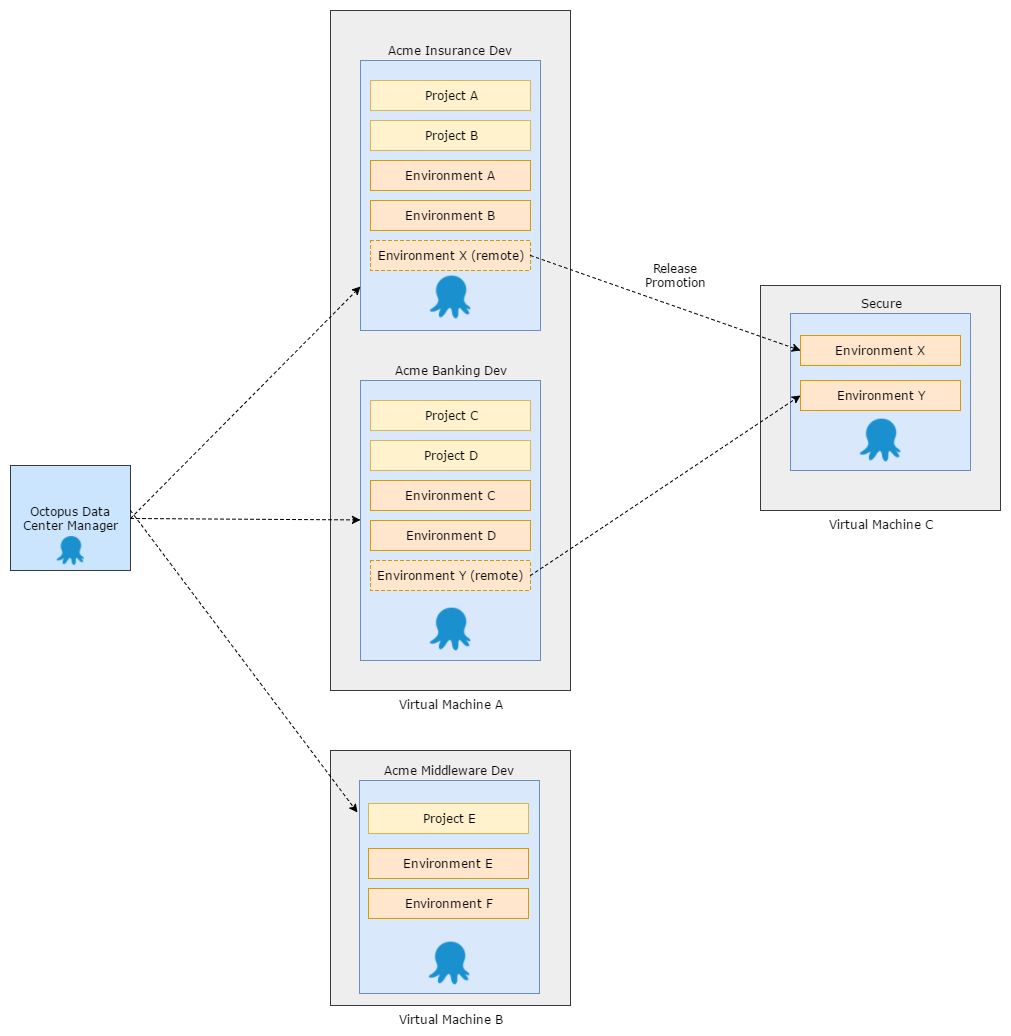 Acme Insurance Dev
Project A
Project B
Environment A
Environment B
Environment X (remote)
Release
Promotion
Secure
Environment X
Environment Y
Virtual Machine C
Acme Banking Dev
Project C
Project D
Environment C
Environment D
Environment Y (remote)
Octopus Data
Center Manager
Virtual Machine A
Acme Middleware Dev
Project E
Environment E
Environment F
Virtual Machine B